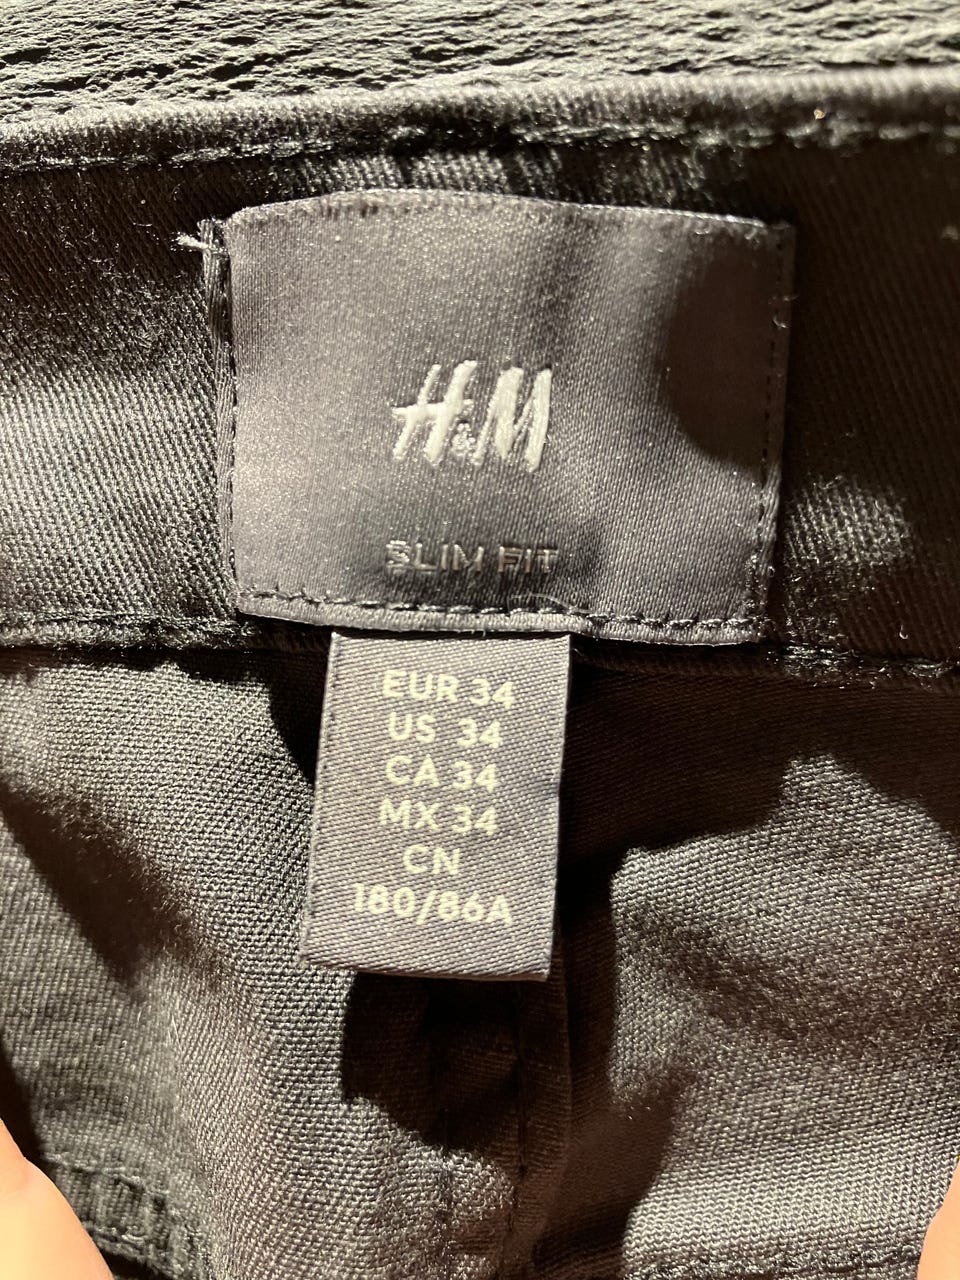 H&M
SLIM FIT
EUR 34
US 34
CA 34
MX 34
CN
180/86A